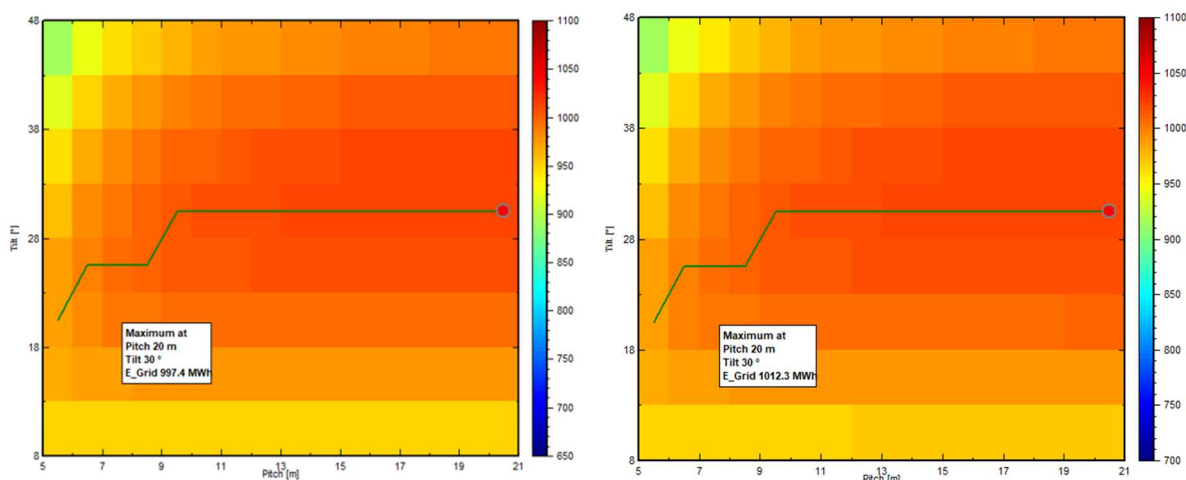 48
38
28
18
8
Tilt [°]
5 7 9 11 13 15 17 19 21
Pitch [m]
Maximum at
Pitch 20 m
Tilt 30 º
E_Grid 997.4 MWh
1100
1050
1000
950
900
850
800
750
700
650
48
38
28
18
8
Tilt [°]
5 7 9 11 13 15 17 19 21
Pitch [m]
Maximum at
Pitch 20 m
Tilt 30 º
E_Grid 1012.3 MWh
1100
1050
1000
950
900
850
800
750
700